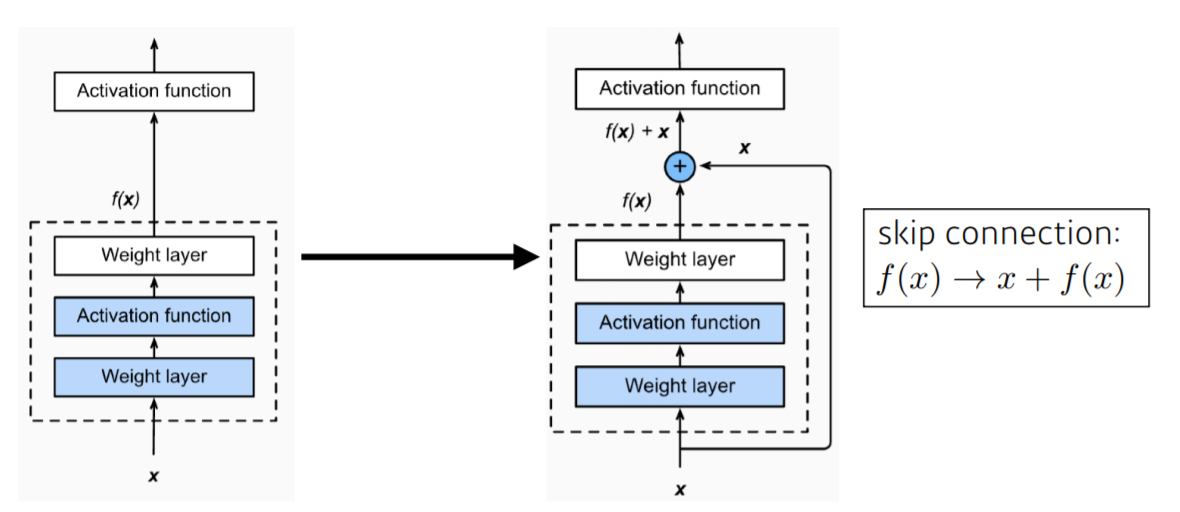 Activation function
f(x)
Weight layer
Activation function
Weight layer
x
Activation function
f(x) + x
x
+
f(x)
Weight layer
Activation function
Weight layer
x
skip connection:
f(x) → x + f(x)